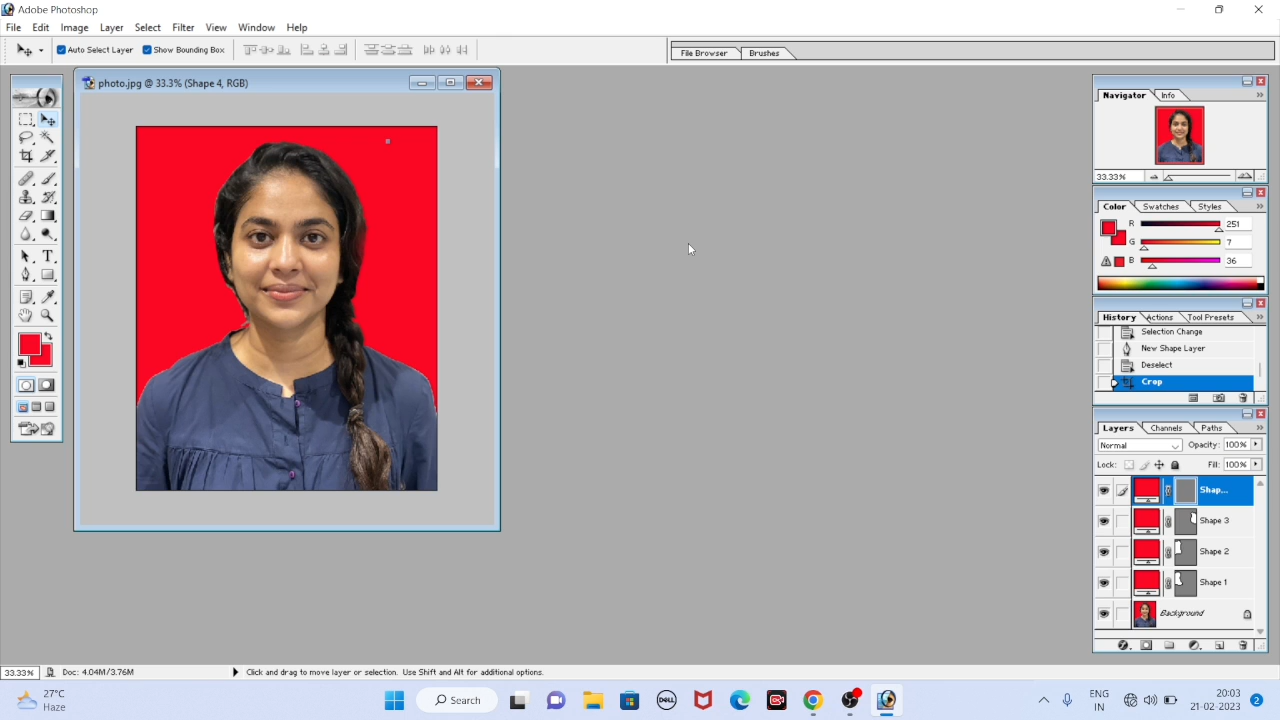 Adobe Photoshop
File Edit Image Layer Select Filter View Window Help
Auto Select Layer Show Bounding Box File Browser Brushes
photo.jpg @ 33.3% (Shape 4, RGB)
Navigator Info
33.33%
Color Swatches Styles
R 251
G 7
B 36
History Actions Tool Presets
Selection Change
New Shape Layer
Deselect
Crop
Layers Channels Paths
Normal Opacity: 100%
Lock: Fill: 100%
Shap...
Shape 3
Shape 2
Shape 1
Background
33.33% Doc: 4.04M/3.76M Click and drag to move layer or selection. Use Shift and Alt for additional options.
27°C
Haze
Search
DELL
ENG
IN
20:03
21-02-2023
2